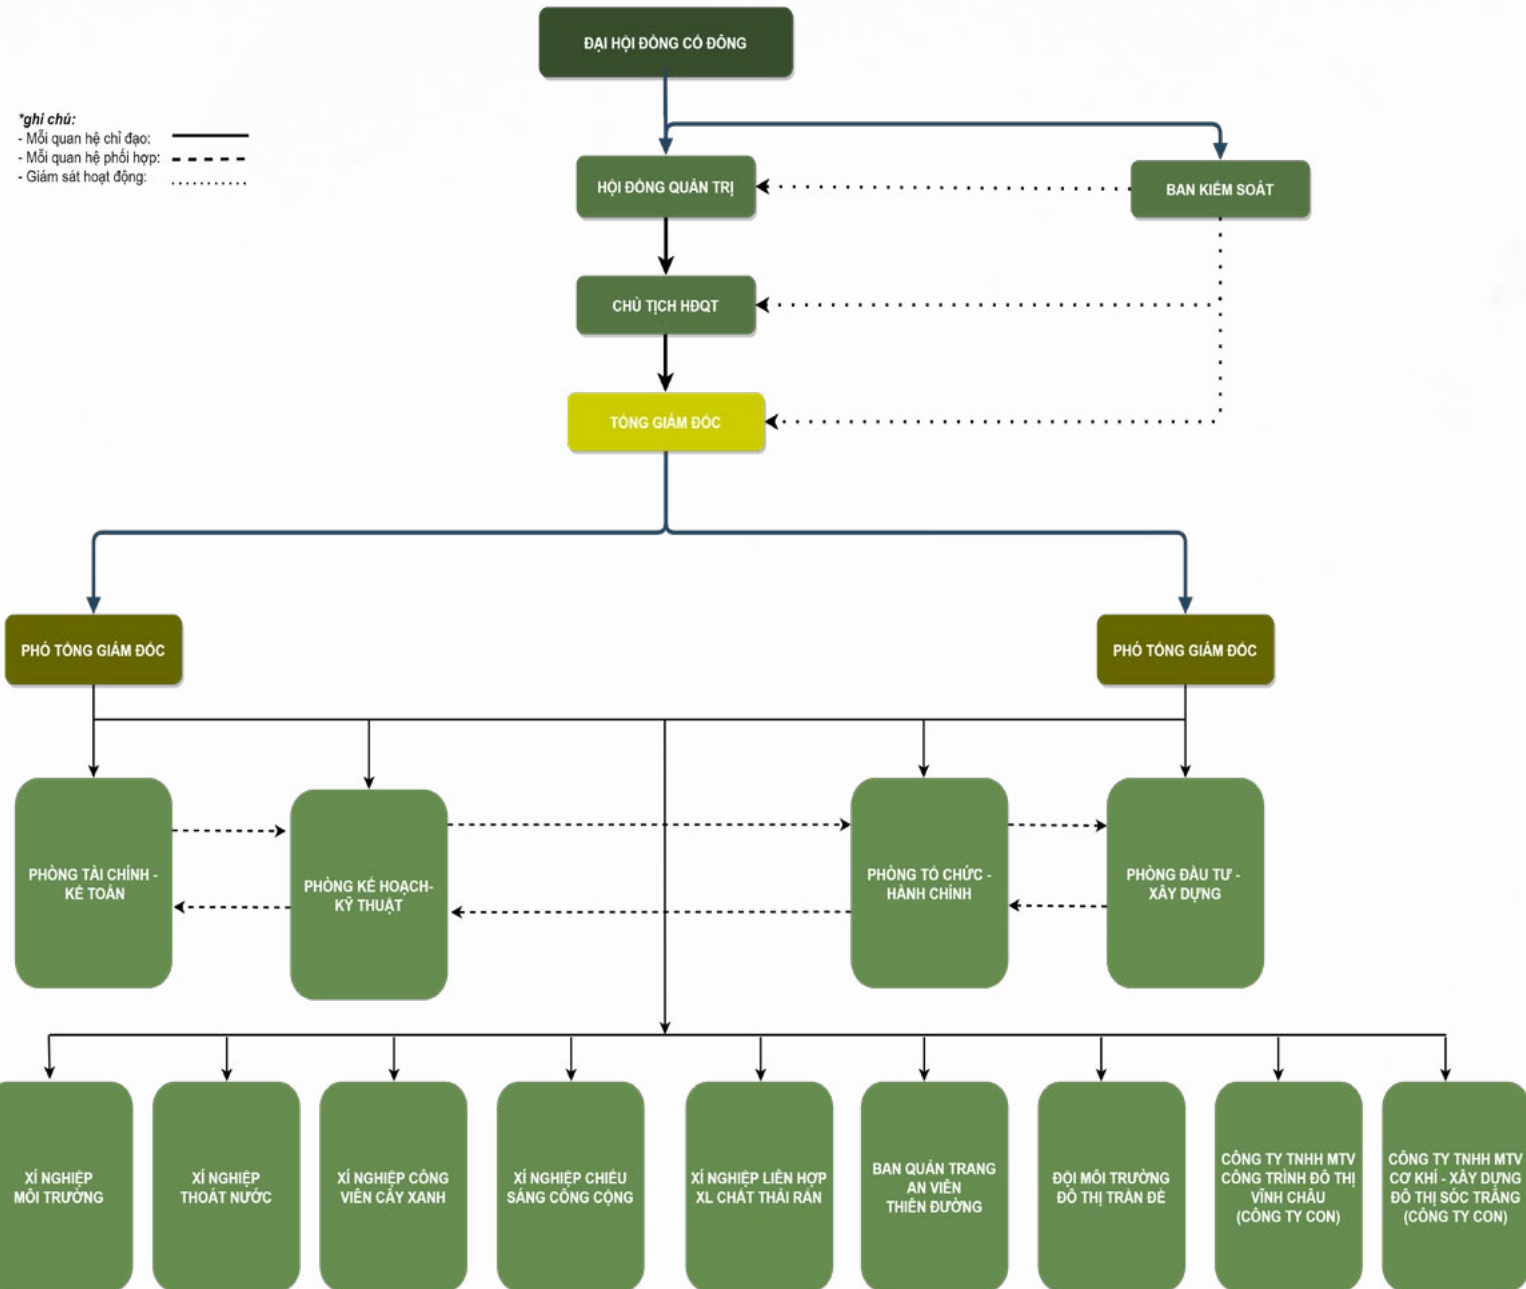 ĐẠI HỘI ĐỒNG CỔ ĐÔNG
*ghi chú:
- Mối quan hệ chỉ đạo:
- Mối quan hệ phối hợp:
- Giám sát hoạt động:
HỘI ĐỒNG QUẢN TRỊ
BAN KIỂM SOÁT
CHỦ TỊCH HĐQT
TỔNG GIÁM ĐỐC
PHÓ TỔNG GIÁM ĐỐC
PHÓ TỔNG GIÁM ĐỐC
PHÒNG TÀI CHÍNH -
KẾ TOÁN
PHÒNG KẾ HOẠCH-
KỸ THUẬT
PHÒNG TỔ CHỨC -
HÀNH CHÍNH
PHÒNG ĐẦU TƯ -
XÂY DỰNG
XÍ NGHIỆP
MÔI TRƯỜNG
XÍ NGHIỆP
THOÁT NƯỚC
XÍ NGHIỆP CÔNG
VIÊN CÂY XANH
XÍ NGHIỆP CHIẾU
SÁNG CÔNG CỘNG
XÍ NGHIỆP LIÊN HỢP
XL CHẤT THẢI RẮN
BAN QUẢN TRANG
AN VIÊN
THIÊN ĐƯỜNG
ĐỘI MÔI TRƯỜNG
ĐÔ THỊ TRẦN ĐỀ
CÔNG TY TNHH MTV
CÔNG TRÌNH ĐÔ THỊ
VĨNH CHÂU
(CÔNG TY CON)
CÔNG TY TNHH MTV
CƠ KHÍ - XÂY DỰNG
ĐÔ THỊ SÓC TRĂNG
(CÔNG TY CON)